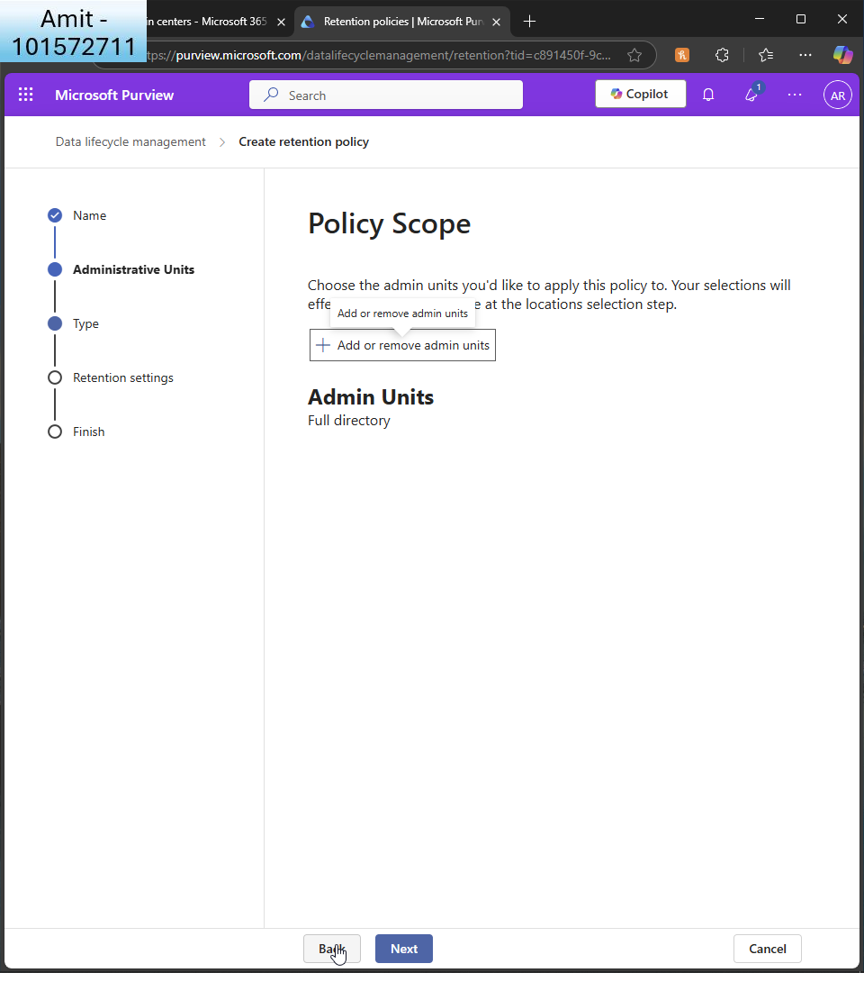 Amit -
101572711
in centers - Microsoft 365
Retention policies | Microsoft Pur
tps://purview.microsoft.com/datalifecyclemanagement/retention?tid=c891450f-9c...
1
Microsoft Purview
Search
Copilot
AR
Data lifecycle management
Create retention policy
Name
Administrative Units
Type
Retention settings
Finish
Policy Scope
Choose the admin units you'd like to apply this policy to. Your selections will
effe e at the locations selection step.
Add or remove admin units
Add or remove admin units
Admin Units
Full directory
Back
Next
Cancel